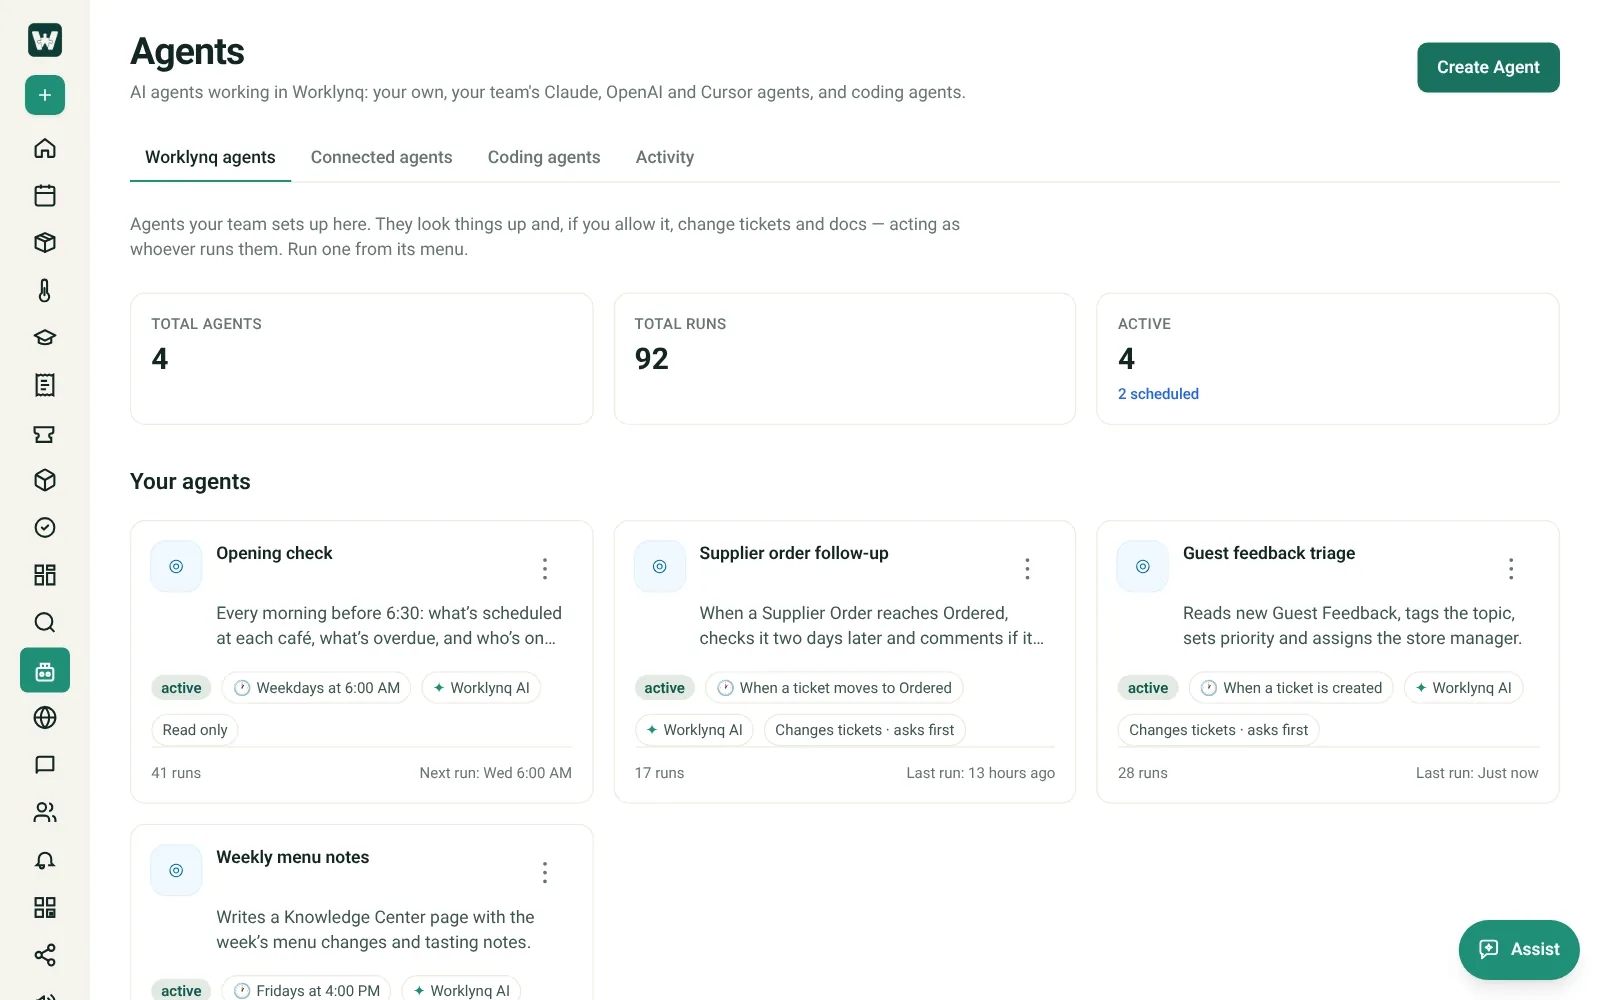 W
Agents
Create Agent
AI agents working in Worklynq: your own, your team's Claude, OpenAI and Cursor agents, and coding agents.
Worklynq agents
Connected agents
Coding agents
Activity
Agents your team sets up here. They look things up and, if you allow it, change tickets and docs — acting as
whoever runs them. Run one from its menu.
TOTAL AGENTS
4
TOTAL RUNS
92
ACTIVE
4
2 scheduled
Your agents
Opening check
Every morning before 6:30: what’s scheduled
at each café, what’s overdue, and who’s on…
active
Weekdays at 6:00 AM
Worklynq AI
Read only
41 runs
Next run: Wed 6:00 AM
Supplier order follow-up
When a Supplier Order reaches Ordered,
checks it two days later and comments if it…
active
When a ticket moves to Ordered
Worklynq AI
Changes tickets · asks first
17 runs
Last run: 13 hours ago
Guest feedback triage
Reads new Guest Feedback, tags the topic,
sets priority and assigns the store manager.
active
When a ticket is created
Worklynq AI
Changes tickets · asks first
28 runs
Last run: Just now
Weekly menu notes
Writes a Knowledge Center page with the
week’s menu changes and tasting notes.
active
Fridays at 4:00 PM
Worklynq AI
Assist